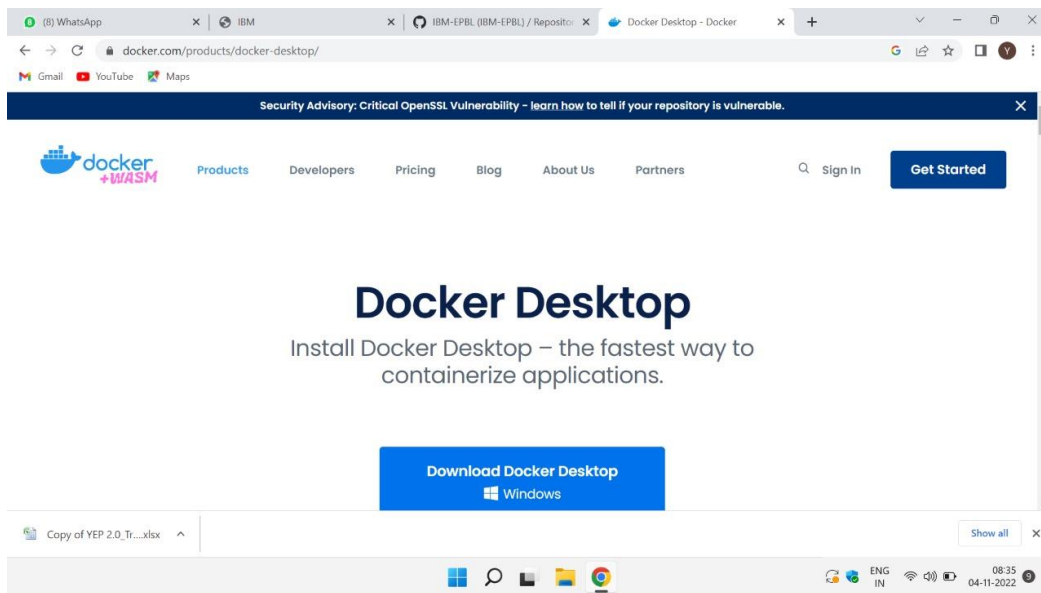 (8) WhatsApp
IBM
IBM-EPBL (IBM-EPBL) / Repositor
Docker Desktop - Docker
docker.com/products/docker-desktop/
G
Y
Gmail
YouTube
Maps
Security Advisory: Critical OpenSSL Vulnerability - learn how to tell if your repository is vulnerable.
docker
+WASM
Products
Developers
Pricing
Blog
About Us
Partners
Sign In
Get Started
Docker Desktop
Install Docker Desktop – the fastest way to
containerize applications.
Download Docker Desktop
Windows
Copy of YEP 2.0_Tr....xlsx
Show all
ENG
IN
08:35
04-11-2022
9